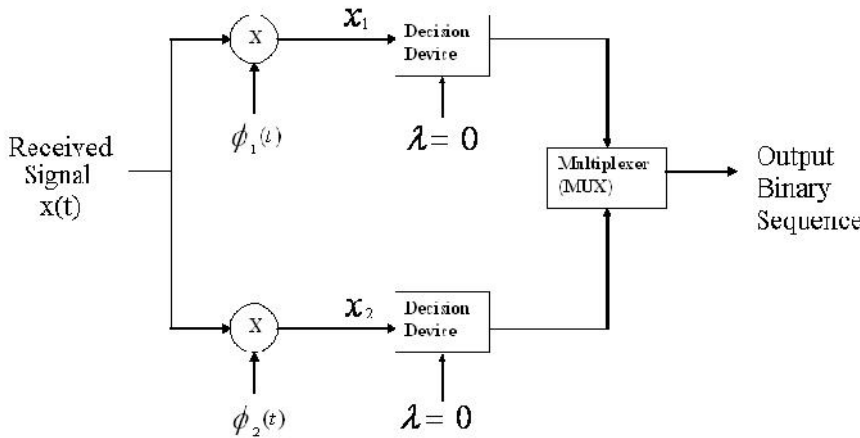 x₁
X
Decision
Device
ϕ₁(t)
λ = 0
Received
Signal
x(t)
Multiplexer
(MUX)
Output
Binary
Sequence
x₂
X
Decision
Device
ϕ₂(t)
λ = 0